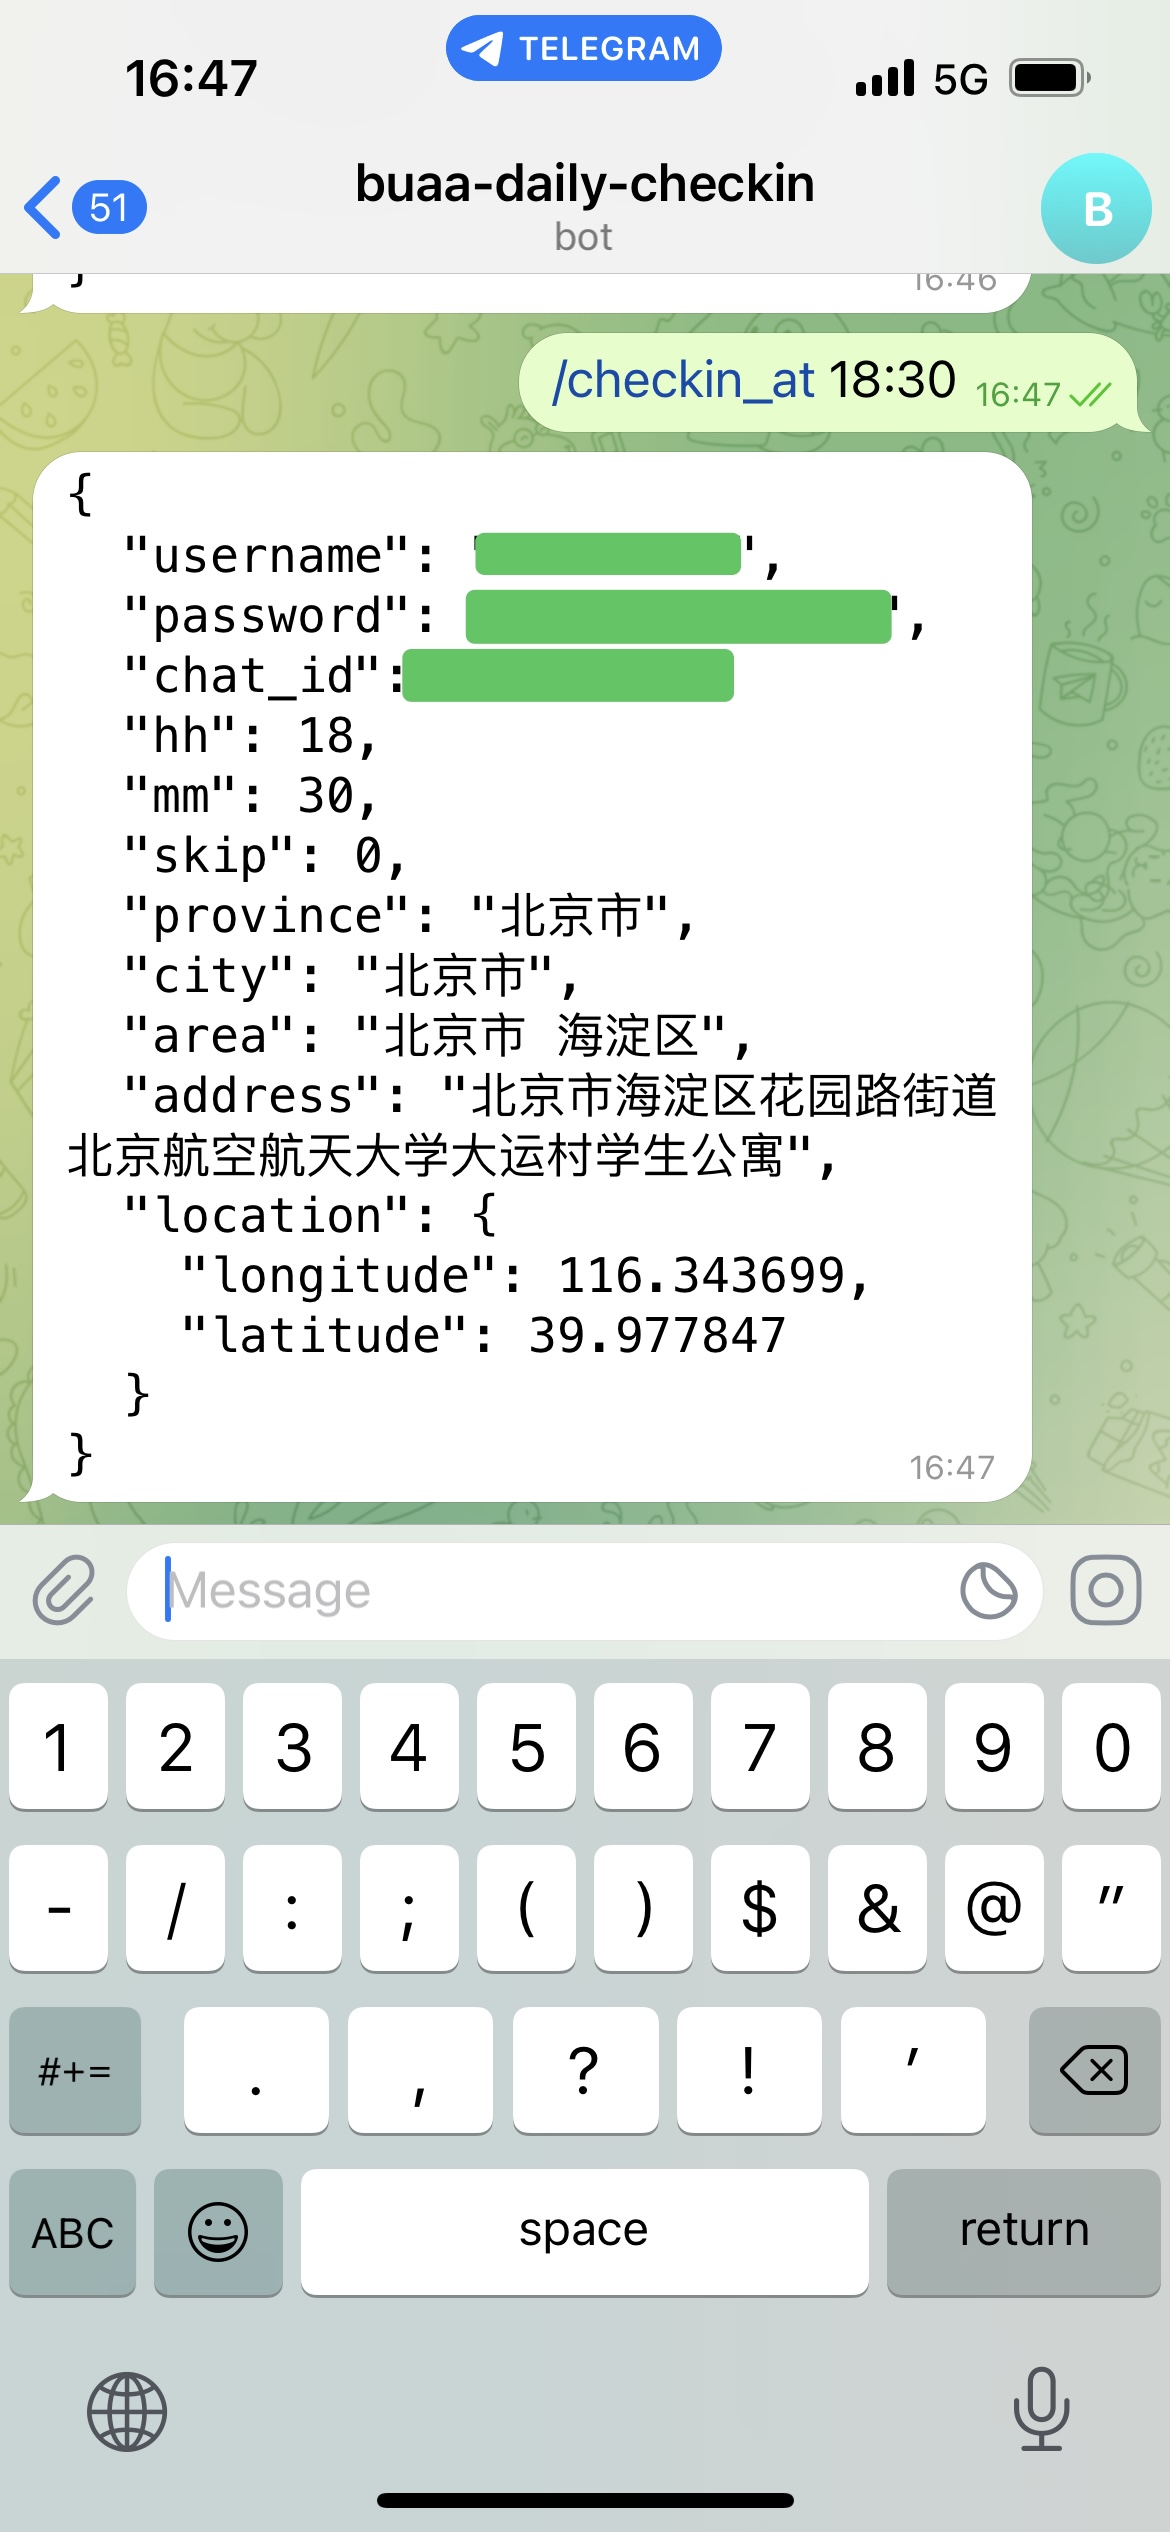 TELEGRAM
16:47
5G
51
buaa-daily-checkin
B
bot
}
16:46
/checkin_at 18:30
16:47
{
"username": "",
"password": ",
"chat_id":
"hh": 18,
"mm": 30,
"skip": 0,
"province": "北京市",
"city": "北京市",
"area": "北京市 海淀区",
"address": "北京市海淀区花园路街道
北京航空航天大学大运村学生公寓",
"location": {
"longitude": 116.343699,
"latitude": 39.977847
}
}
16:47
Message
1 2 3 4 5 6 7 8 9 0
- / : ; ( ) $ & @ "
#+= . , ? ! '
ABC space return